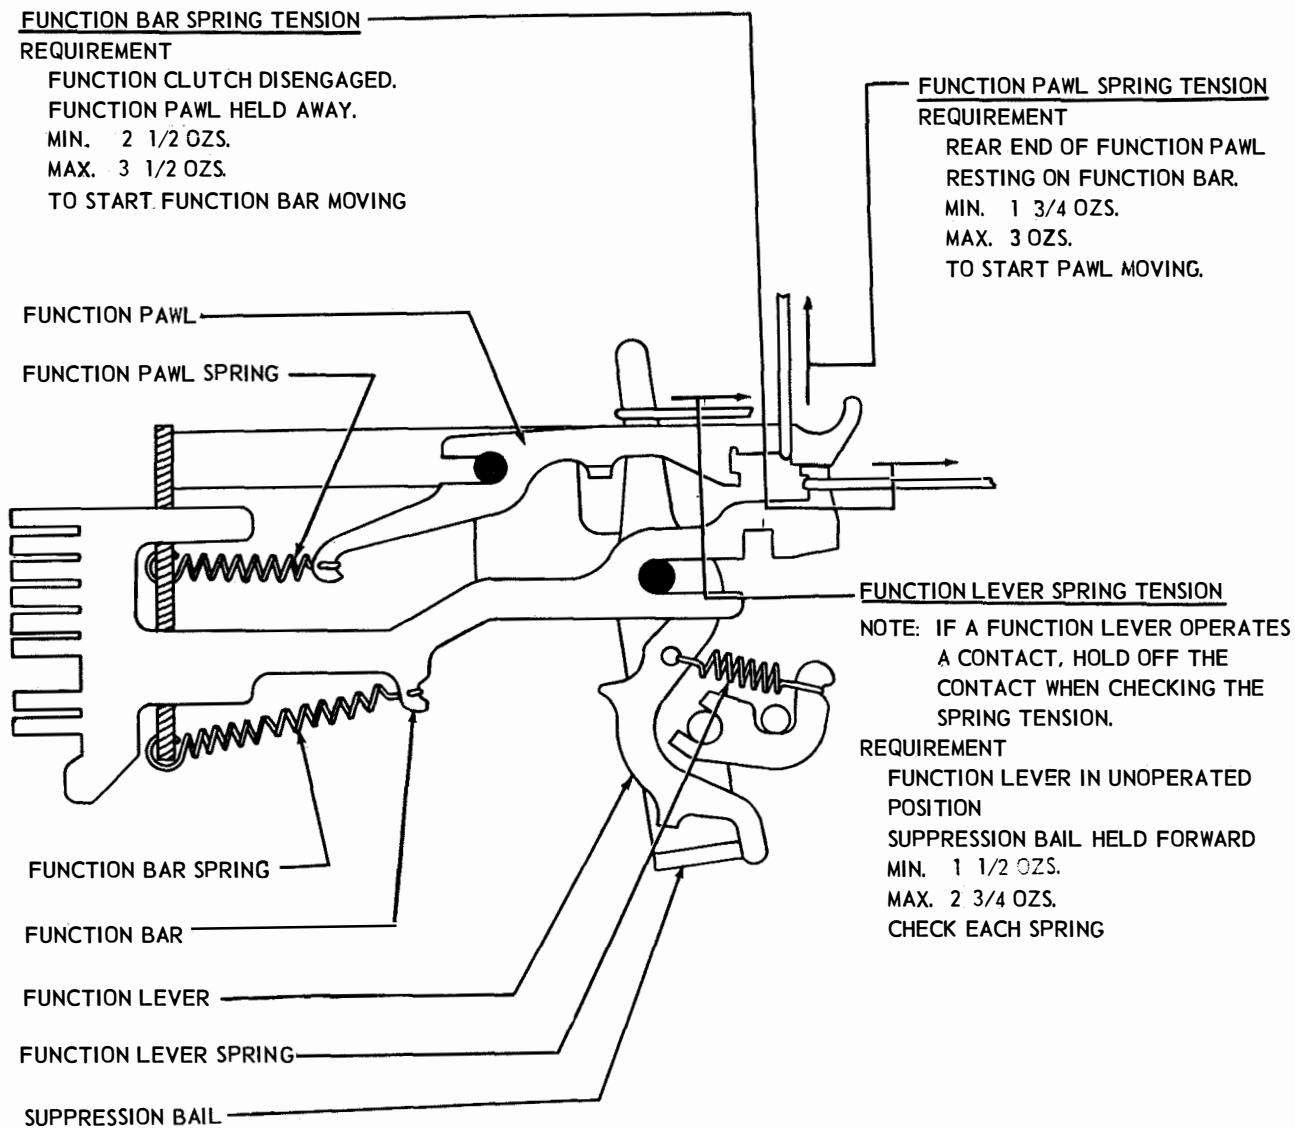 FUNCTION BAR SPRING TENSION
REQUIREMENT
FUNCTION CLUTCH DISENGAGED.
FUNCTION PAWL HELD AWAY.
MIN. 2 1/2 OZS.
MAX. 3 1/2 OZS.
TO START FUNCTION BAR MOVING
FUNCTION PAWL SPRING TENSION
REQUIREMENT
REAR END OF FUNCTION PAWL
RESTING ON FUNCTION BAR.
MIN. 1 3/4 OZS.
MAX. 3 OZS.
TO START PAWL MOVING.
FUNCTION PAWL
FUNCTION PAWL SPRING
FUNCTION LEVER SPRING TENSION
NOTE: IF A FUNCTION LEVER OPERATES
A CONTACT, HOLD OFF THE
CONTACT WHEN CHECKING THE
SPRING TENSION.
REQUIREMENT
FUNCTION LEVER IN UNOPERATED
POSITION
SUPPRESSION BAIL HELD FORWARD
MIN. 1 1/2 OZS.
MAX. 2 3/4 OZS.
CHECK EACH SPRING
FUNCTION BAR SPRING
FUNCTION BAR
FUNCTION LEVER
FUNCTION LEVER SPRING
SUPPRESSION BAIL